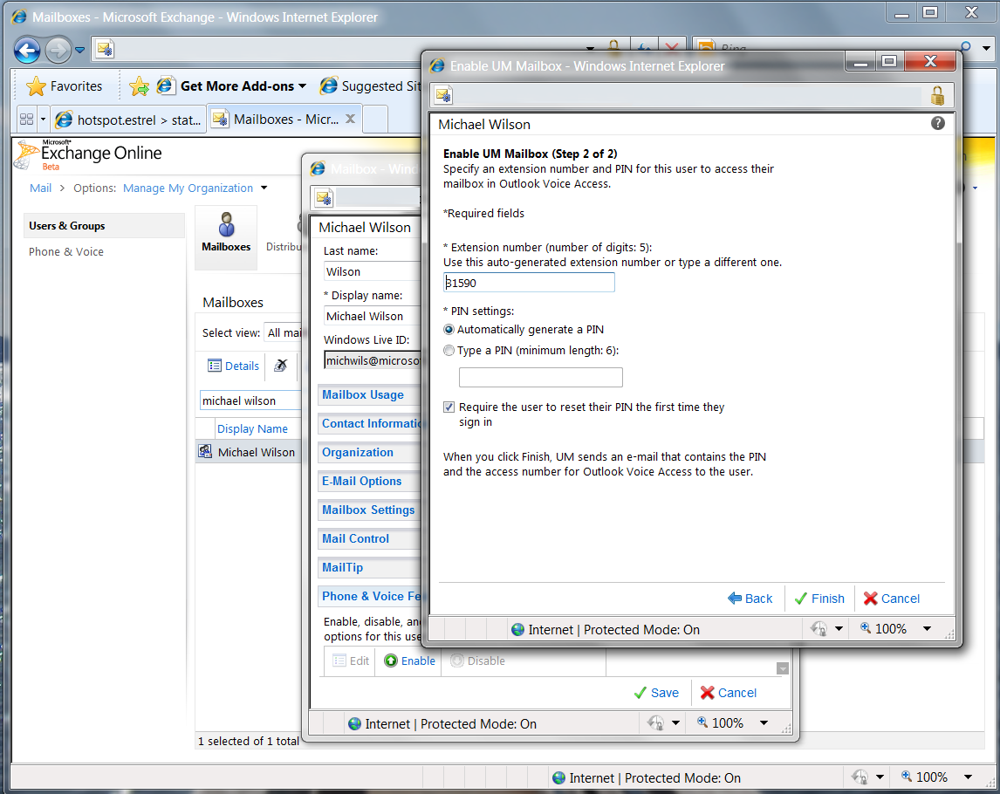 Mailboxes - Microsoft Exchange - Windows Internet Explorer
Bing
Favorites
Get More Add-ons
Suggested Sit
hotspot.estrel > stat...
Mailboxes - Micr...
Microsoft*
Exchange Online
Beta
Mail > Options: Manage My Organization
Users & Groups
Phone & Voice
Mailboxes
Distribu
Mailboxes
Select view: All mai
Details
michael wilson
Display Name
Michael Wilson
1 selected of 1 total
Internet | Protected Mode: On
100%
Mailbox - Wind
Michael Wilson
Last name:
Wilson
* Display name:
Michael Wilson
Windows Live ID:
michwils@microsof
Mailbox Usage
Contact Informatio
Organization
E-Mail Options
Mailbox Settings
Mail Control
MailTip
Phone & Voice Fe
Enable, disable, and
options for this use
Edit
Enable
Disable
Save
Cancel
Internet | Protected Mode: On
100%
Enable UM Mailbox - Windows Internet Explorer
Michael Wilson
Enable UM Mailbox (Step 2 of 2)
Specify an extension number and PIN for this user to access their
mailbox in Outlook Voice Access.
*Required fields
* Extension number (number of digits: 5):
Use this auto-generated extension number or type a different one.
31590
* PIN settings:
Automatically generate a PIN
Type a PIN (minimum length: 6):
Require the user to reset their PIN the first time they
sign in
When you click Finish, UM sends an e-mail that contains the PIN
and the access number for Outlook Voice Access to the user.
Back
Finish
Cancel
Internet | Protected Mode: On
100%